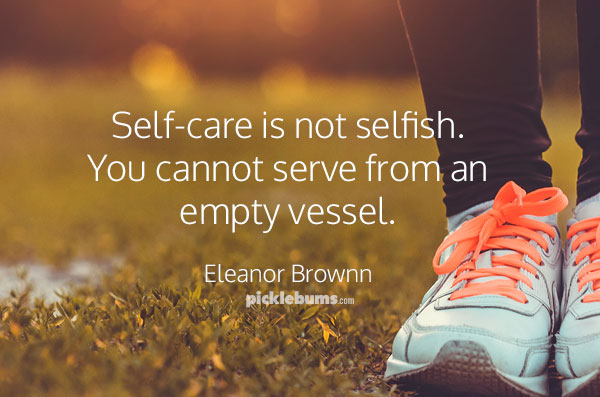 Self-care is not selfish.
You cannot serve from an
empty vessel.
Eleanor Brownn
picklebums.com